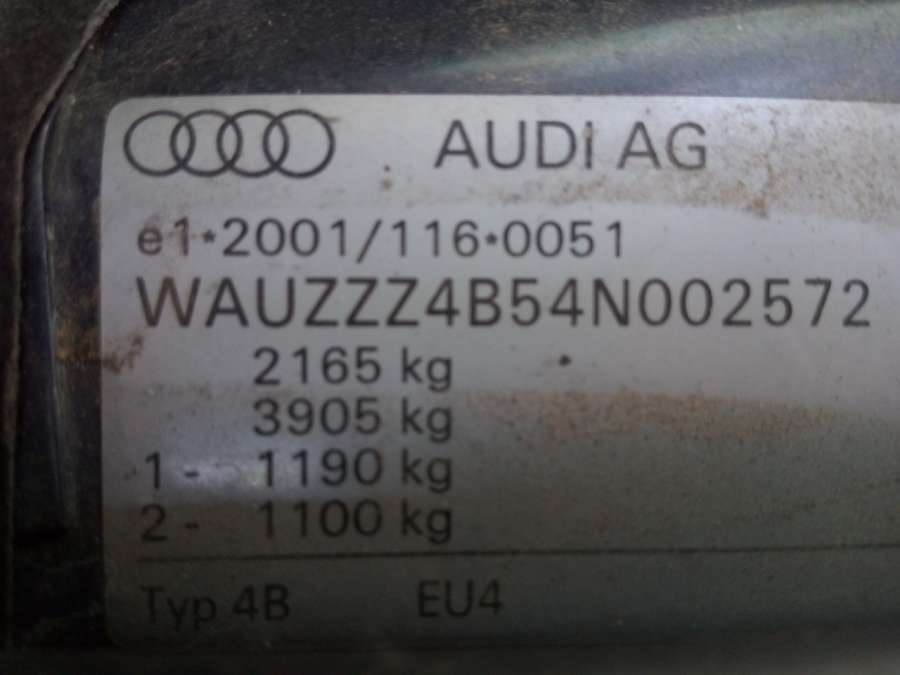 AUDI AG
e1*2001/116*0051
WAUZZZ4B54N002572
2165 kg
3905 kg
1 - 1190 kg
2 - 1100 kg
Typ 4B EU4